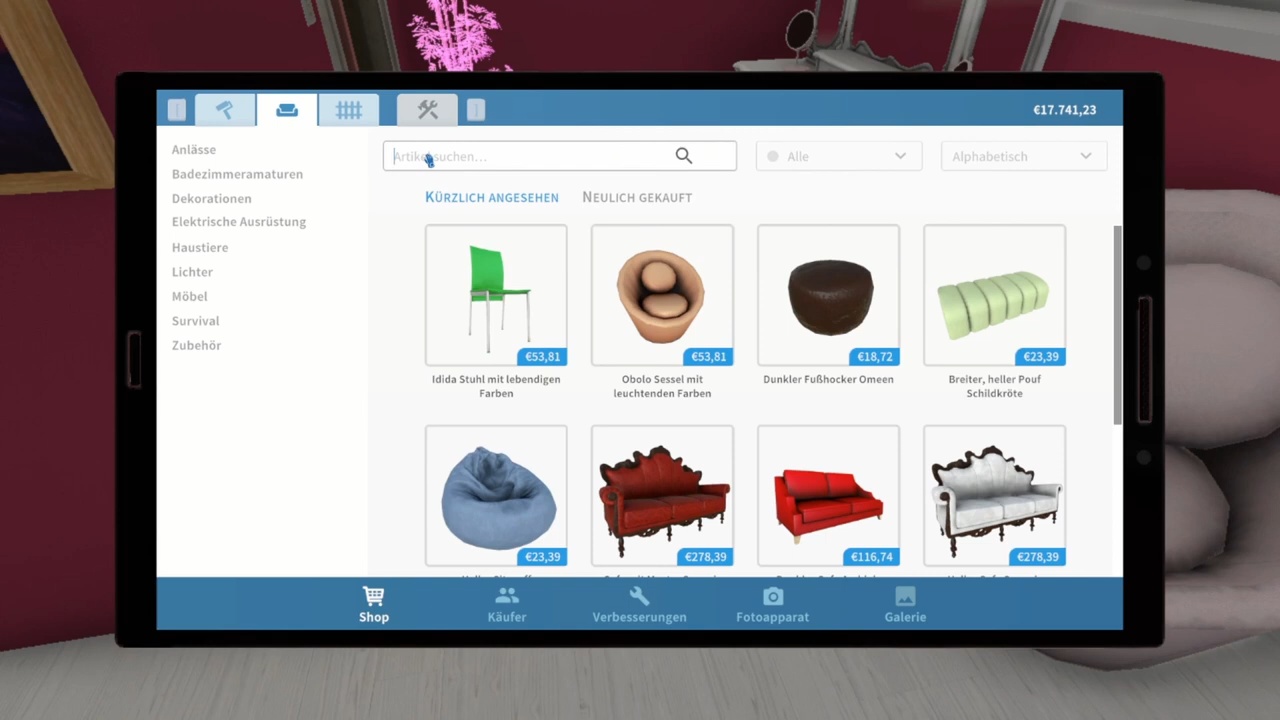 €17.741,23
Anlässe
Badezimmeramaturen
Dekorationen
Elektrische Ausrüstung
Haustiere
Lichter
Möbel
Survival
Zubehör
Artikel suchen...
Alle
Alphabetisch
KÜRZLICH ANGESEHEN
NEULICH GEKAUFT
€53,81
€53,81
€18,72
€23,39
Idida Stuhl mit lebendigen
Farben
Obolo Sessel mit
leuchtenden Farben
Dunkler Fußhocker Omeen
Breiter, heller Pouf
Schildkröte
€23,39
€278,39
€116,74
€278,39
Shop
Käufer
Verbesserungen
Fotoapparat
Galerie